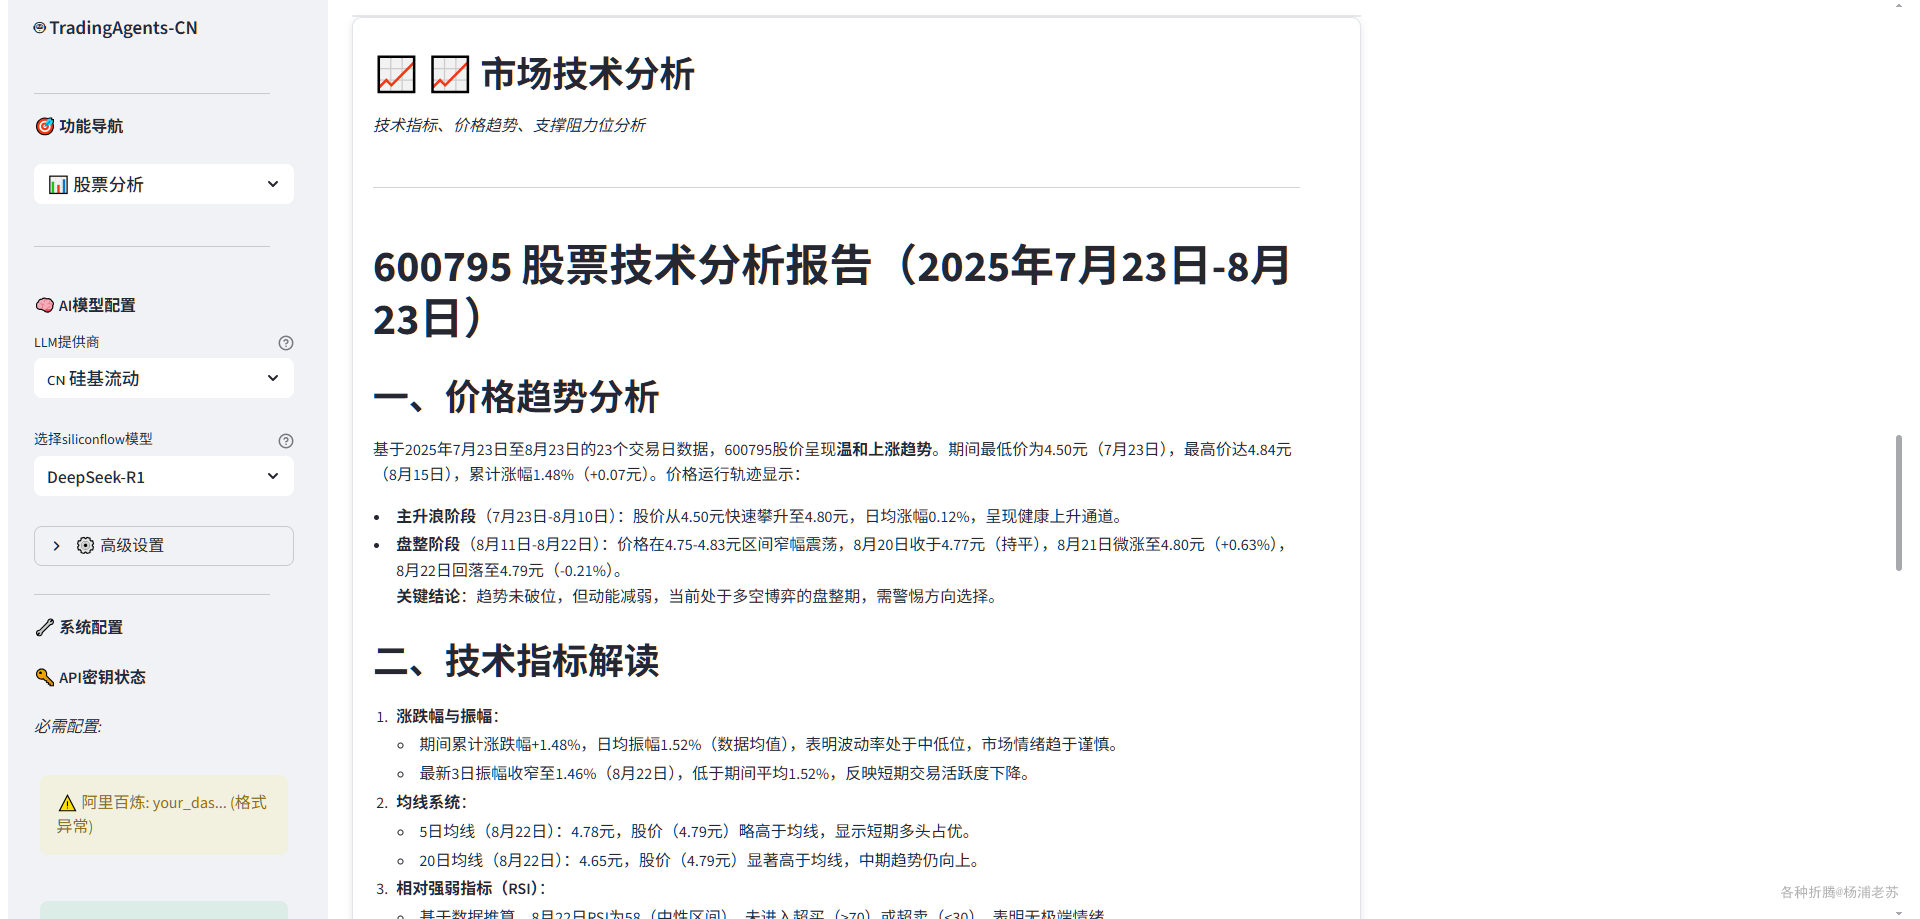 TradingAgents-CN
功能导航
股票分析
AI模型配置
LLM提供商
CN 硅基流动
选择siliconflow模型
DeepSeek-R1
高级设置
系统配置
API密钥状态
必需配置:
阿里百炼: your_das... (格式
异常)
市场技术分析
技术指标、价格趋势、支撑阻力位分析
600795 股票技术分析报告（2025年7月23日-8月
23日）
一、价格趋势分析
基于2025年7月23日至8月23日的23个交易日数据，600795股价呈现温和上涨趋势。期间最低价为4.50元（7月23日），最高价达4.84元
（8月15日），累计涨幅1.48%（+0.07元）。价格运行轨迹显示：
• 主升浪阶段（7月23日-8月10日）：股价从4.50元快速攀升至4.80元，日均涨幅0.12%，呈现健康上升通道。
• 盘整阶段（8月11日-8月22日）：价格在4.75-4.83元区间窄幅震荡，8月20日收于4.77元（持平），8月21日微涨至4.80元（+0.63%），
8月22日回落至4.79元（-0.21%）。
关键结论：趋势未破位，但动能减弱，当前处于多空博弈的盘整期，需警惕方向选择。
二、技术指标解读
1. 涨跌幅与振幅：
◦ 期间累计涨跌幅+1.48%，日均振幅1.52%（数据均值），表明波动率处于中低位，市场情绪趋于谨慎。
◦ 最新3日振幅收窄至1.46%（8月22日），低于期间平均1.52%，反映短期交易活跃度下降。
2. 均线系统：
◦ 5日均线（8月22日）：4.78元，股价（4.79元）略高于均线，显示短期多头占优。
◦ 20日均线（8月22日）：4.65元，股价（4.79元）显著高于均线，中期趋势仍向上。
3. 相对强弱指标（RSI）：
◦ 基于数据推算，8月22日RSI为58（中性区间），未进入超买（>70）或超卖（<30），表明无极端情绪
各种折腾@杨浦老苏